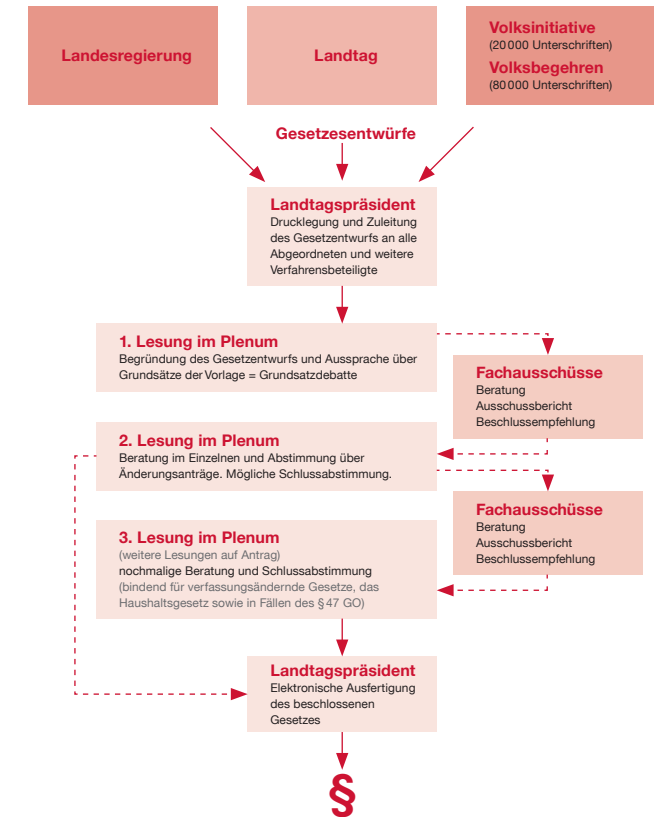 Landesregierung
Landtag
Volksinitiative
(20 000 Unterschriften)
Volksbegehren
(80 000 Unterschriften)
Gesetzesentwürfe
Landtagspräsident
Drucklegung und Zuleitung
des Gesetzentwurfs an alle
Abgeordneten und weitere
Verfahrensbeteiligte
1. Lesung im Plenum
Begründung des Gesetzentwurfs und Aussprache über
Grundsätze der Vorlage = Grundsatzdebatte
Fachausschüsse
Beratung
Ausschussbericht
Beschlussempfehlung
2. Lesung im Plenum
Beratung im Einzelnen und Abstimmung über
Änderungsanträge. Mögliche Schlussabstimmung.
Fachausschüsse
Beratung
Ausschussbericht
Beschlussempfehlung
3. Lesung im Plenum
(weitere Lesungen auf Antrag)
nochmalige Beratung und Schlussabstimmung
(bindend für verfassungsändernde Gesetze, das
Haushaltsgesetz sowie in Fällen des § 47 GO)
Landtagspräsident
Elektronische Ausfertigung
des beschlossenen
Gesetzes
§